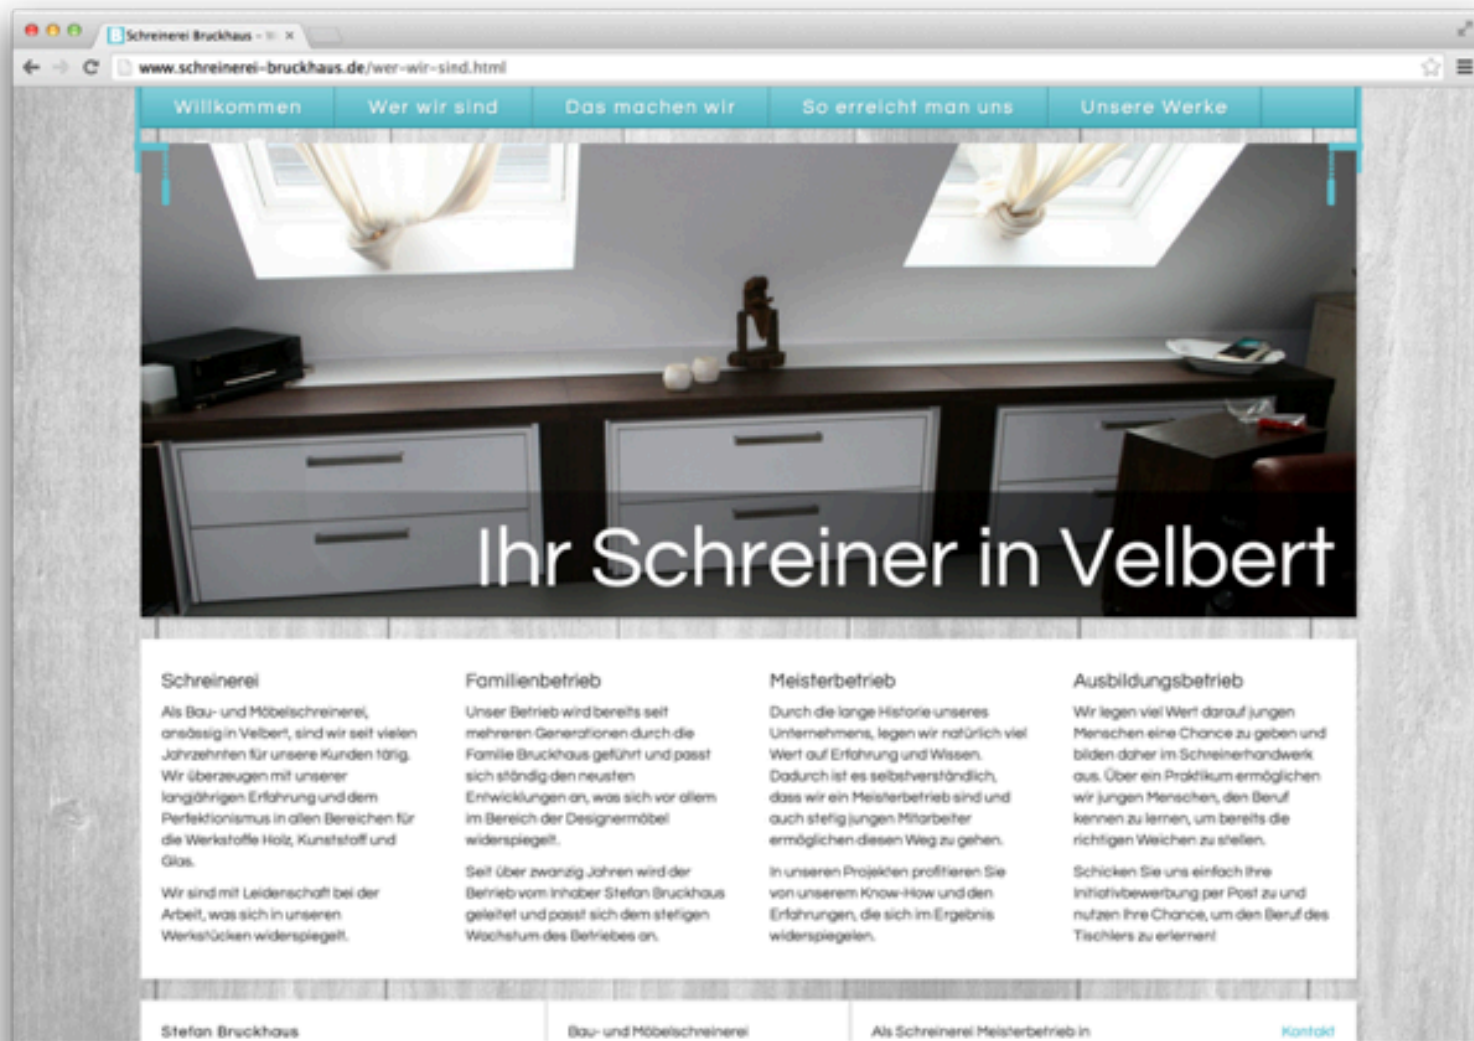 Schreinerei Bruckhaus -
www.schreinerei-bruckhaus.de/wer-wir-sind.html
Willkommen
Wer wir sind
Das machen wir
So erreicht man uns
Unsere Werke
Ihr Schreiner in Velbert
Schreinerei
Als Bau- und Möbelschreinerei,
ansässig in Velbert, sind wir seit vielen
Jahrzehnten für unsere Kunden tätig.
Wir überzeugen mit unserer
langjährigen Erfahrung und dem
Perfektionismus in allen Bereichen für
die Werkstoffe Holz, Kunststoff und
Glas.
Wir sind mit Leidenschaft bei der
Arbeit, was sich in unseren
Werkstücken widerspiegelt.
Familienbetrieb
Unser Betrieb wird bereits seit
mehreren Generationen durch die
Familie Bruckhaus geführt und passt
sich ständig den neusten
Entwicklungen an, was sich vor allem
im Bereich der Designermöbel
widerspiegelt.
Seit über zwanzig Jahren wird der
Betrieb vom Inhaber Stefan Bruckhaus
geleitet und passt sich dem stetigen
Wachstum des Betriebes an.
Meisterbetrieb
Durch die lange Historie unseres
Unternehmens, legen wir natürlich viel
Wert auf Erfahrung und Wissen.
Dadurch ist es selbstverständlich,
dass wir ein Meisterbetrieb sind und
auch stetig jungen Mitarbeiter
ermöglichen diesen Weg zu gehen.
In unseren Projekten profitieren Sie
von unserem Know-How und den
Erfahrungen, die sich im Ergebnis
widerspiegelen.
Ausbildungsbetrieb
Wir legen viel Wert darauf jungen
Menschen eine Chance zu geben und
bilden daher im Schreinerhandwerk
aus. Über ein Praktikum ermöglichen
wir jungen Menschen, den Beruf
kennen zu lernen, um bereits die
richtigen Weichen zu stellen.
Schicken Sie uns einfach Ihre
Initiativbewerbung per Post zu und
nutzen Ihre Chance, um den Beruf des
Tischlers zu erlernen!
Stefan Bruckhaus
Bau- und Möbelschreinerei
Als Schreinerei Meisterbetrieb in
Kontakt